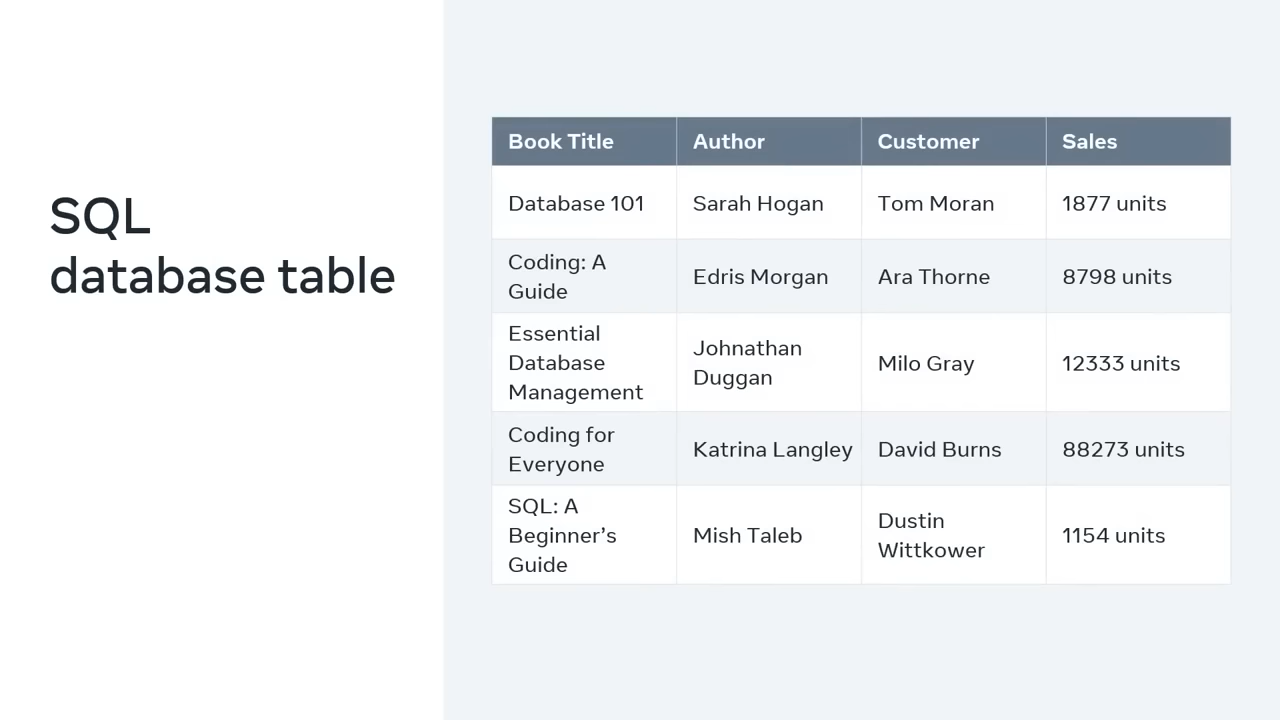 SQL
database table
Book Title Author Customer Sales
Database 101 Sarah Hogan Tom Moran 1877 units
Coding: A
Guide
Edris Morgan Ara Thorne 8798 units
Essential
Database
Management
Johnathan
Duggan
Milo Gray 12333 units
Coding for
Everyone
Katrina Langley David Burns 88273 units
SQL: A
Beginner’s
Guide
Mish Taleb
Dustin
Wittkower
1154 units